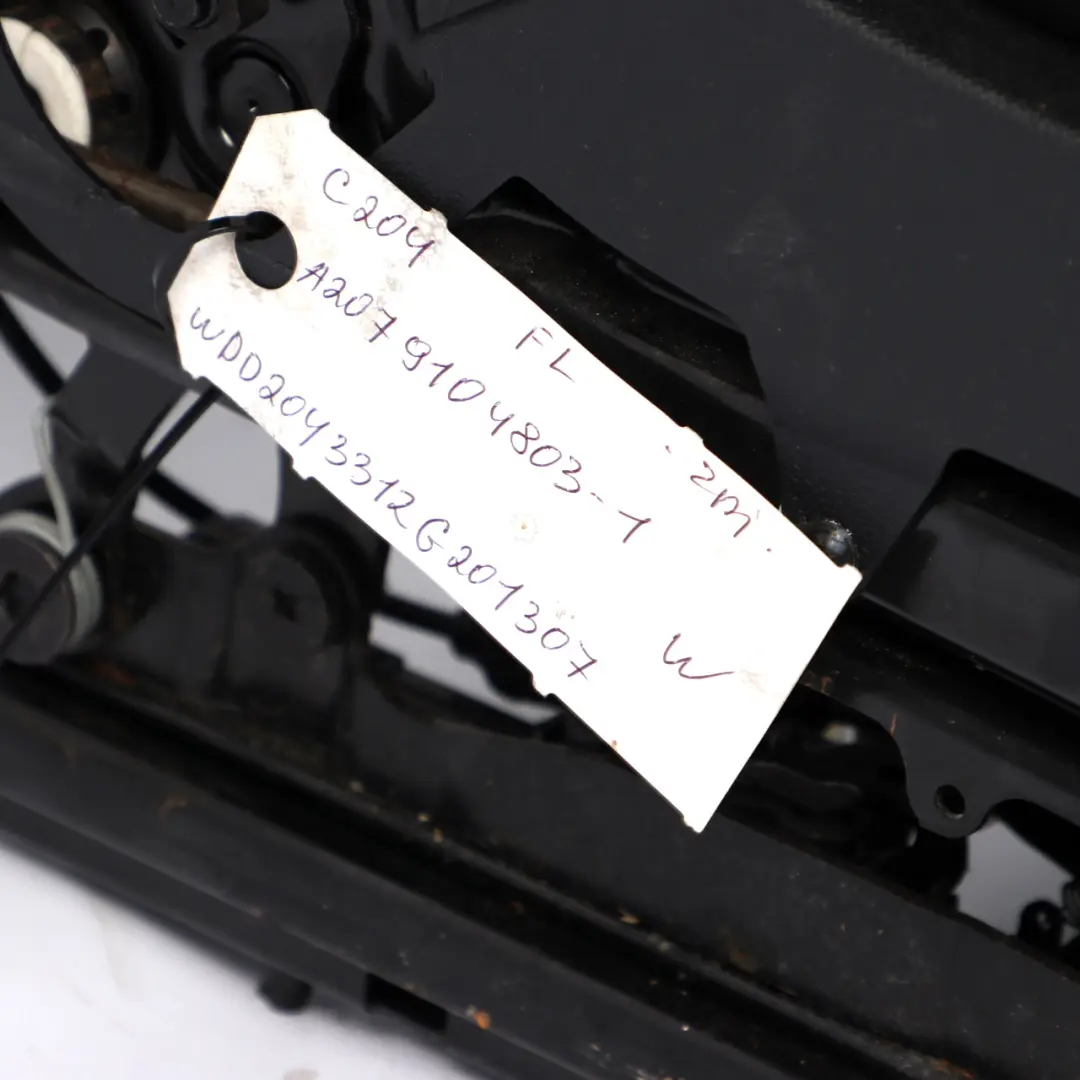 C204
FL
A2079104803-1
· 2m.
WDD2043312G201307
W